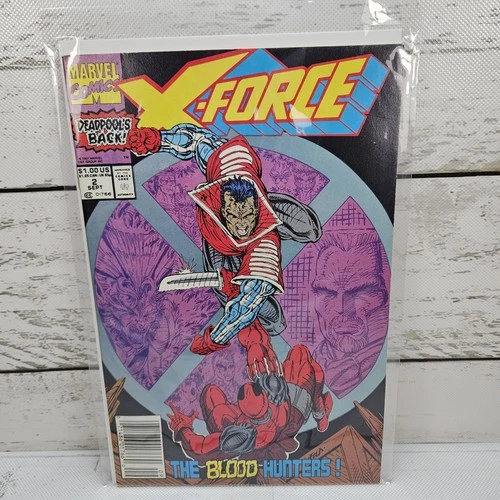 MARVEL
COMICS
X-FORCE
DEADPOOL'S
BACK!
$1.00 US
2
SEPT
THE BLOOD HUNTERS!